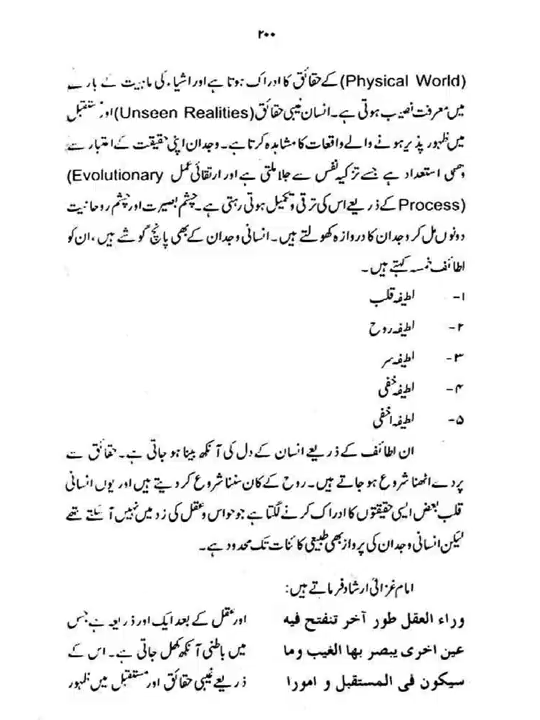 ۲۰۰
(Physical World) کے حقائق کا ادراک ہوتا ہے اور اشیاء کی ماہیت کے بارے
میں معرفت نصیب ہوتی ہے۔ انسان غیبی حقائق (Unseen Realities) اور مستقبل
میں ظہور پذیر ہونے والے واقعات کا مشاہدہ کرتا ہے۔ وجدان اپنی حقیقت کے اعتبار سے
وہبی استعداد ہے جسے تزکیہ نفس سے جلا ملتی ہے اور ارتقائی عمل (Evolutionary
Process) کے ذریعے اس کی ترقی و تکمیل ہوتی رہتی ہے۔ چشم بصیرت اور چشم روحانیت
دونوں مل کر وجدان کا دروازہ کھولتے ہیں۔ انسانی وجدان کے بھی پانچ گوشے ہیں، ان کو
لطائف خمسہ کہتے ہیں۔
۱- لطیفہ قلب
۲- لطیفہ روح
۳- لطیفہ سر
۴- لطیفہ خفی
۵- لطیفہ اخفی
ان لطائف کے ذریعے انسان کے دل کی آنکھ بینا ہو جاتی ہے۔ حقائق سے
پردے اٹھنا شروع ہو جاتے ہیں۔ روح کے کان سننا شروع کر دیتے ہیں اور یوں انسانی
قلب بعض ایسی حقیقتوں کا ادراک کرنے لگتا ہے جو حواس و عقل کی زد میں نہیں آ سکتے تھے
لیکن انسانی وجدان کی پرواز بھی طبیعی کائنات تک محدود ہے۔
امام غزالی ارشاد فرماتے ہیں:
وراء العقل طور آخر تنفتح فیه
عین اخری یبصر بها الغیب وما
سیکون فی المستقبل و امورا
اور عقل کے بعد ایک اور ذریعہ ہے جس
میں باطنی آنکھ کھل جاتی ہے۔ اس کے
ذریعے غیبی حقائق اور مستقبل میں ظہور